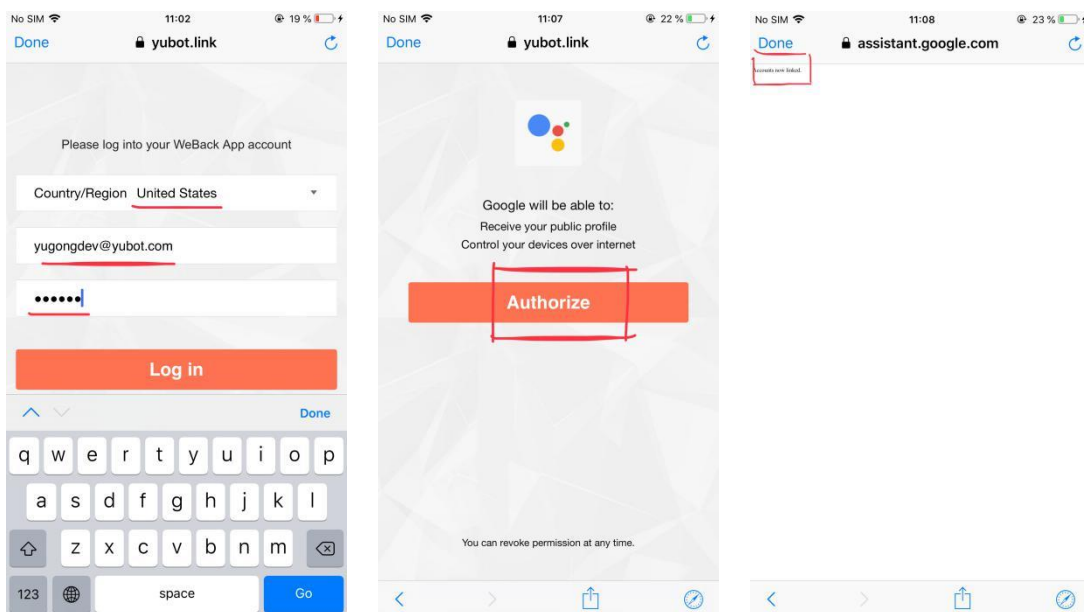 No SIM 11:02 19 %
Done yubot.link
Please log into your WeBack App account
Country/Region United States
yugongdev@yubot.com
••••••
Log in
Done
q w e r t y u i o p
a s d f g h j k l
z x c v b n m
123 space Go
No SIM 11:07 22 %
Done yubot.link
Google will be able to:
Receive your public profile
Control your devices over internet
Authorize
You can revoke permission at any time.
No SIM 11:08 23 %
Done assistant.google.com
Accounts now linked.